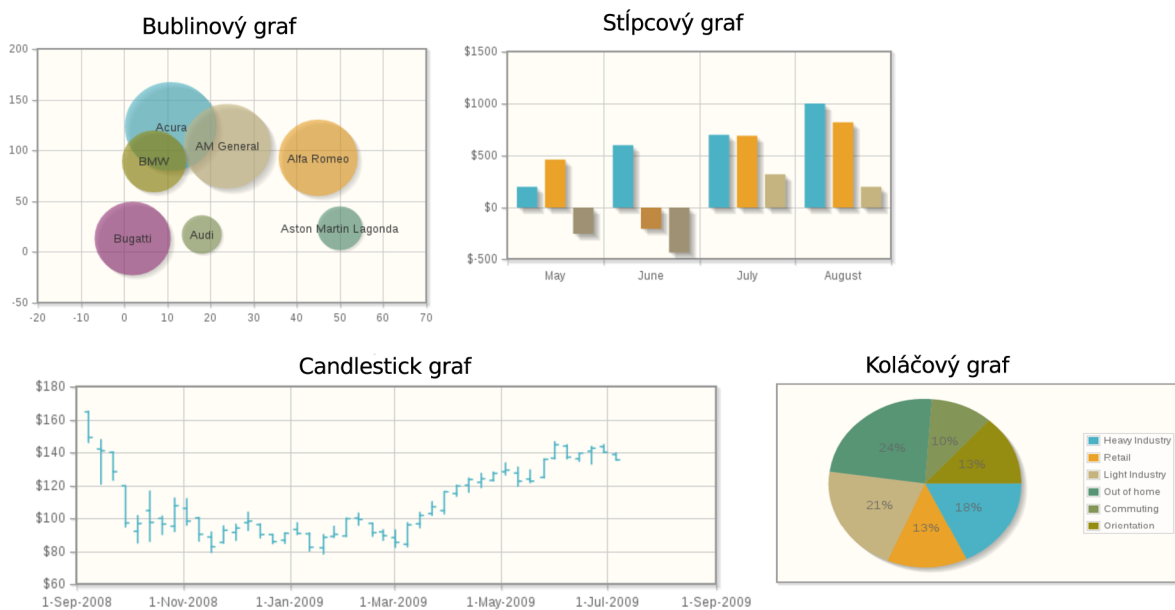 Bublinový graf
200
150
100
50
0
-50
-20 -10 0 10 20 30 40 50 60 70
Acura
AM General
BMW
Alfa Romeo
Bugatti
Audi
Aston Martin Lagonda
Stĺpcový graf
$1500
$1000
$500
$0
$-500
May June July August
Candlestick graf
$180
$160
$140
$120
$100
$80
$60
1-Sep-2008 1-Nov-2008 1-Jan-2009 1-Mar-2009 1-May-2009 1-Jul-2009 1-Sep-2009
Koláčový graf
24%
10%
13%
21%
13%
18%
Heavy Industry
Retail
Light Industry
Out of home
Commuting
Orientation